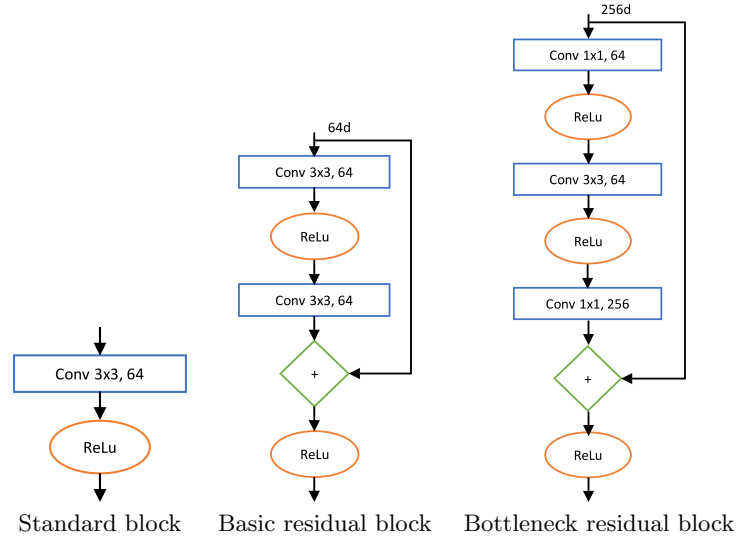 Conv 3x3, 64
ReLu
Standard block
64d
Conv 3x3, 64
ReLu
Conv 3x3, 64
+
ReLu
Basic residual block
256d
Conv 1x1, 64
ReLu
Conv 3x3, 64
ReLu
Conv 1x1, 256
+
ReLu
Bottleneck residual block